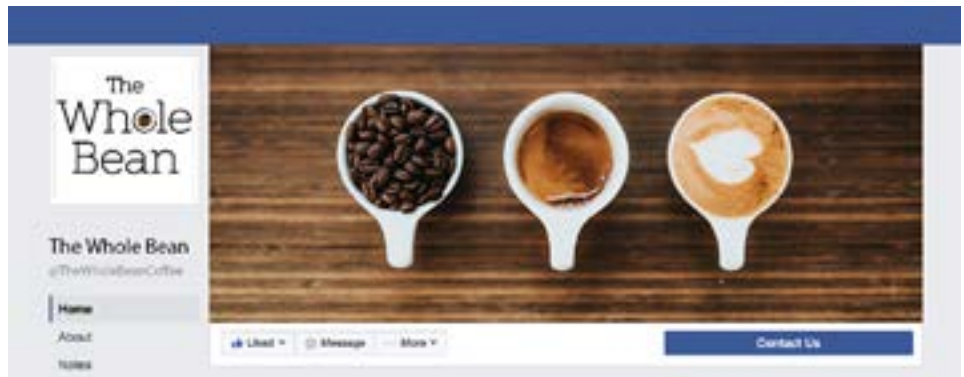 The
Whole
Bean
The Whole Bean
@TheWholeBeanCoffee
Home
About
Notes
Liked
Message
More
Contact Us